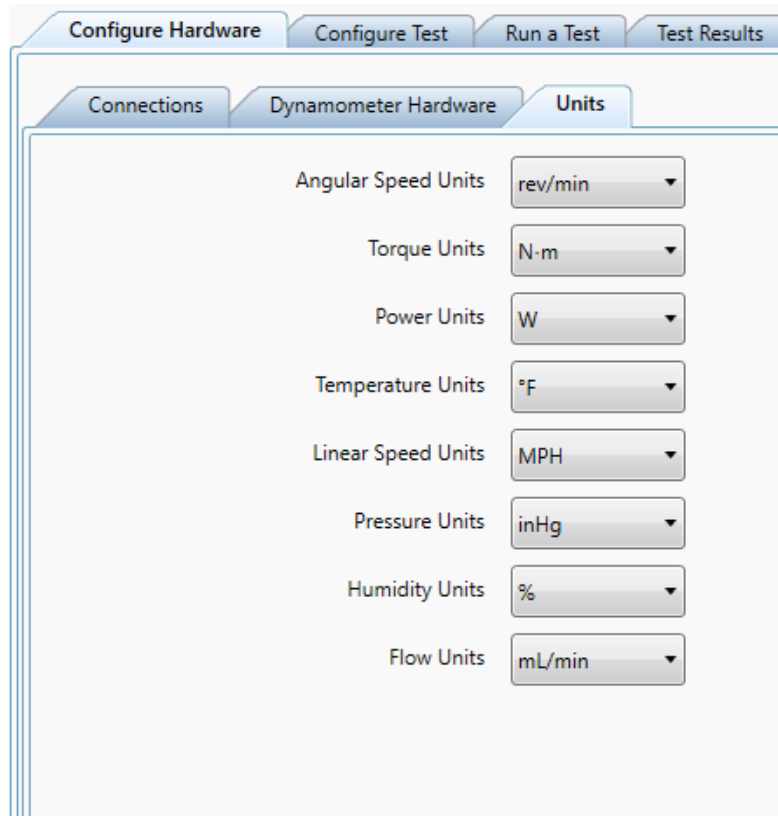 Configure Hardware Configure Test Run a Test Test Results
Connections Dynamometer Hardware Units
Angular Speed Units rev/min
Torque Units N·m
Power Units W
Temperature Units °F
Linear Speed Units MPH
Pressure Units inHg
Humidity Units %
Flow Units mL/min